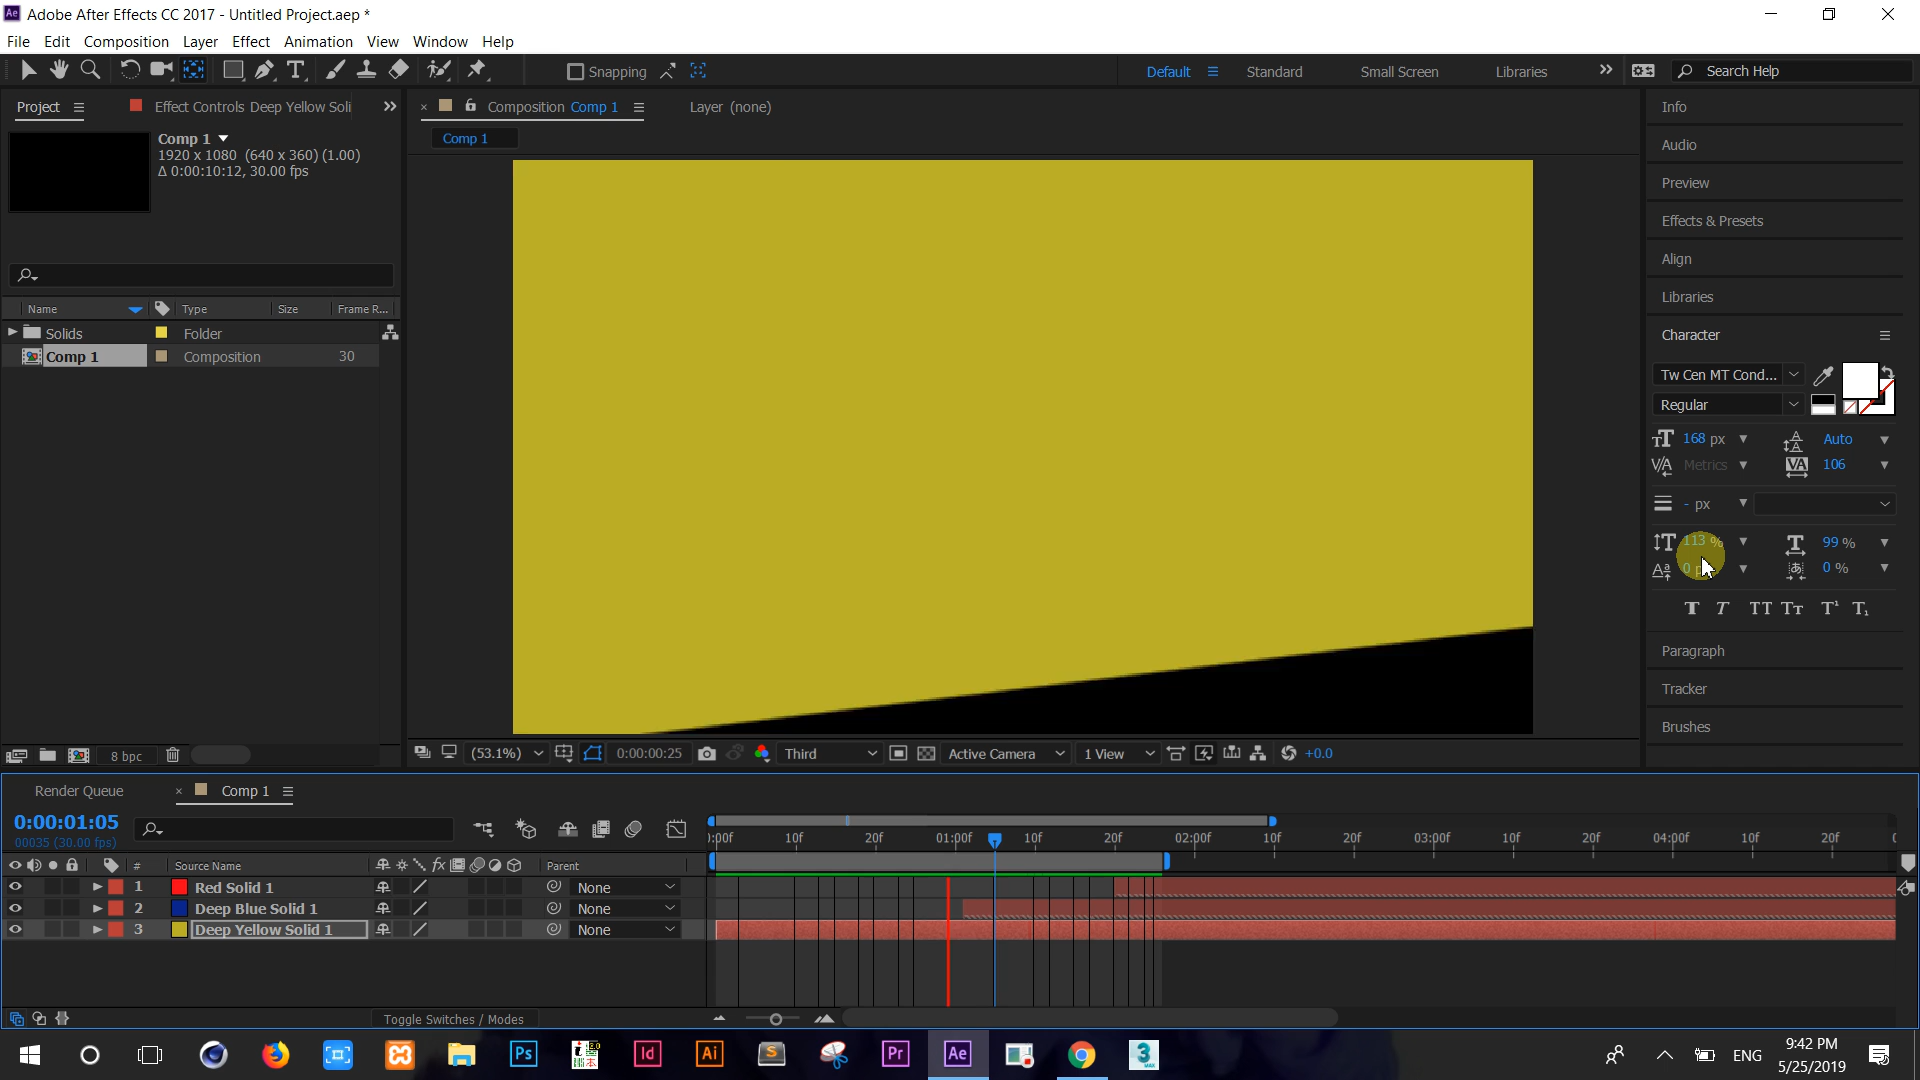 Adobe After Effects CC 2017 - Untitled Project.aep *
File Edit Composition Layer Effect Animation View Window Help
Snapping Default Standard Small Screen Libraries Search Help
Project Effect Controls Deep Yellow Soli
Composition Comp 1 Layer (none)
Comp 1
1920 x 1080 (640 x 360) (1.00)
Δ 0:00:10:12, 30.00 fps
Comp 1
Name Type Size Frame R...
Solids Folder
Comp 1 Composition 30
8 bpc
(53.1%) 0:00:00:25 Third Active Camera 1 View +0.0
Info
Audio
Preview
Effects & Presets
Align
Libraries
Character
Tw Cen MT Cond...
Regular
168 px Auto
Metrics 106
- px
113 % 99 %
0 0 %
Paragraph
Tracker
Brushes
Render Queue Comp 1
0:00:01:05
00035 (30.00 fps)
10f 20f 01:00f 10f 20f 02:00f 10f 20f 03:00f 10f 20f 04:00f 10f 20f
# Source Name Parent
1 Red Solid 1 None
2 Deep Blue Solid 1 None
3 Deep Yellow Solid 1 None
Toggle Switches / Modes
Ps Id Ai S Pr Ae 3 ENG
9:42 PM
5/25/2019